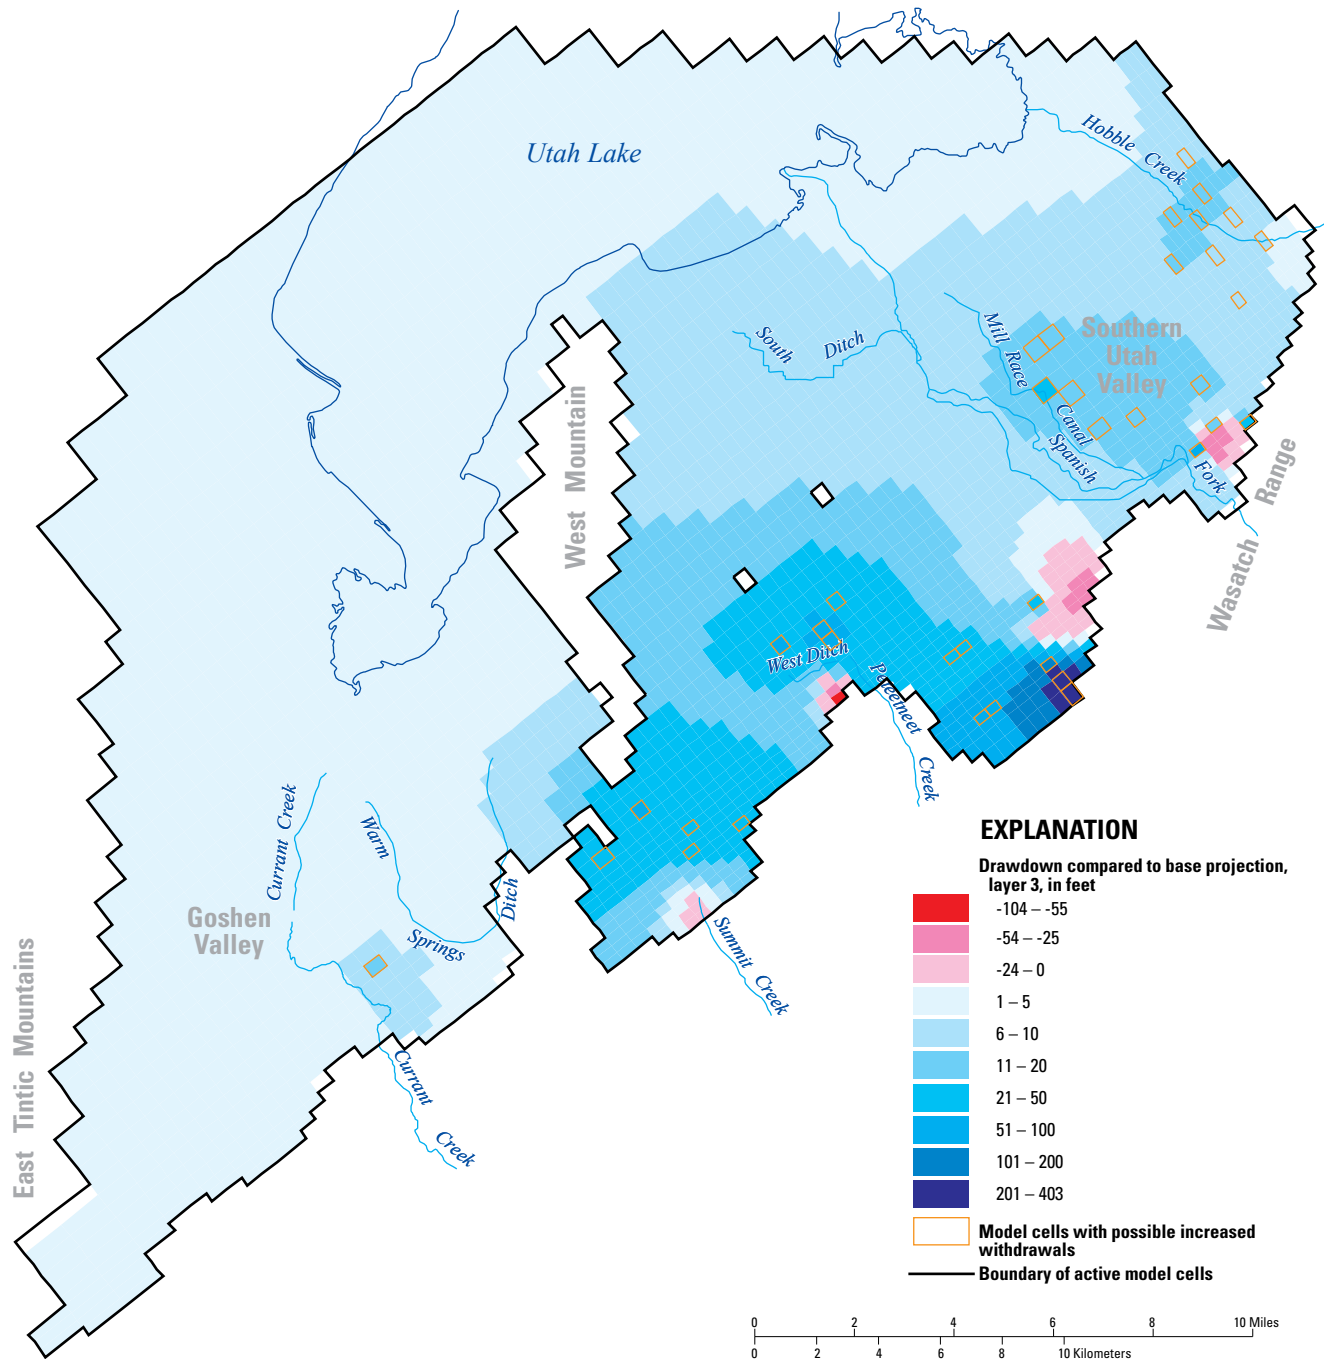 Utah Lake
Hobble Creek
Southern
Utah
Valley
Mill Race
Canal
South Ditch
Spanish
Fork
West Mountain
Wasatch Range
West Ditch
Peteetneet
Creek
Currant Creek
Warm
Springs
Ditch
Goshen
Valley
Summit Creek
East Tintic Mountains
Currant
Creek
EXPLANATION
Drawdown compared to base projection,
layer 3, in feet
-104 – -55
-54 – -25
-24 – 0
1 – 5
6 – 10
11 – 20
21 – 50
51 – 100
101 – 200
201 – 403
Model cells with possible increased
withdrawals
Boundary of active model cells
0 2 4 6 8 10 Miles
0 2 4 6 8 10 Kilometers